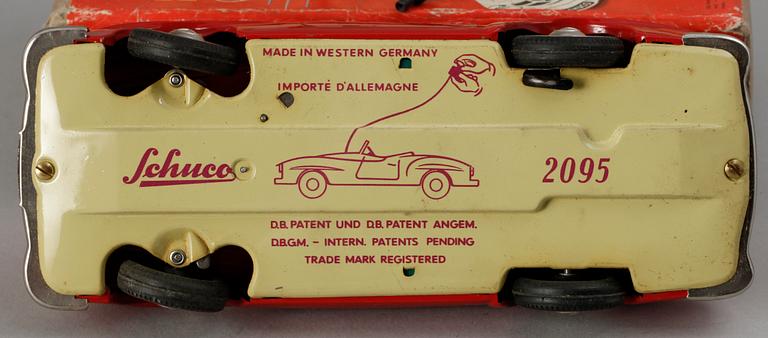 MADE IN WESTERN GERMANY
IMPORTÉ D'ALLEMAGNE
Schuco
2095
D.B. PATENT UND D.B. PATENT ANGEM.
D.B.G.M. - INTERN. PATENTS PENDING
TRADE MARK REGISTERED